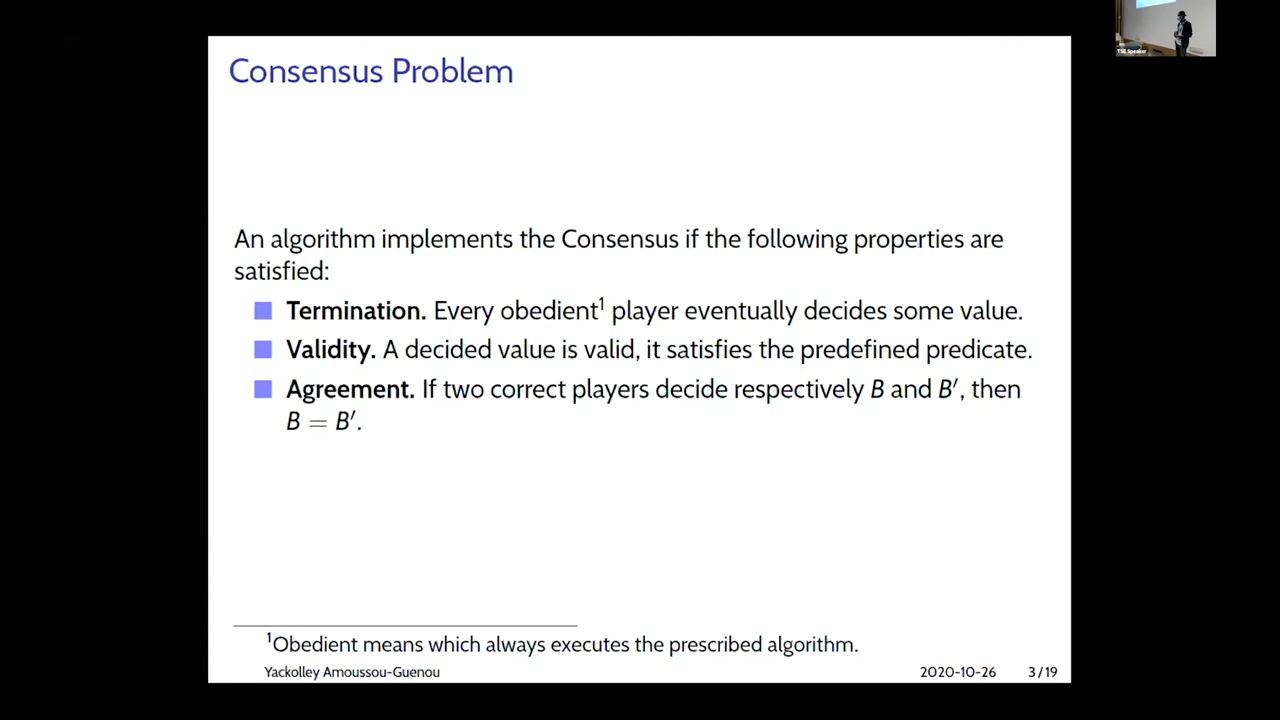 TSE Speaker
Consensus Problem
An algorithm implements the Consensus if the following properties are
satisfied:
Termination. Every obedient¹ player eventually decides some value.
Validity. A decided value is valid, it satisfies the predefined predicate.
Agreement. If two correct players decide respectively B and B′, then
B = B′.
¹Obedient means which always executes the prescribed algorithm.
Yackolley Amoussou-Guenou 2020-10-26 3/19